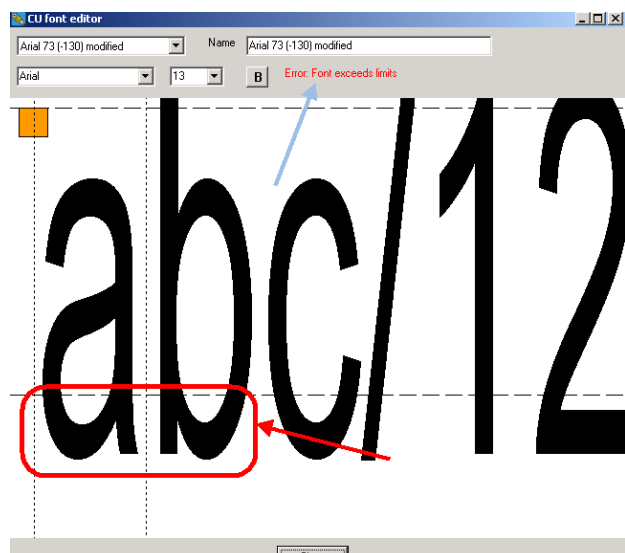 CU font editor
Arial 73 (-130) modified
Name
Arial 73 (-130) modified
Arial
13
B
Error: Font exceeds limits
abc/12